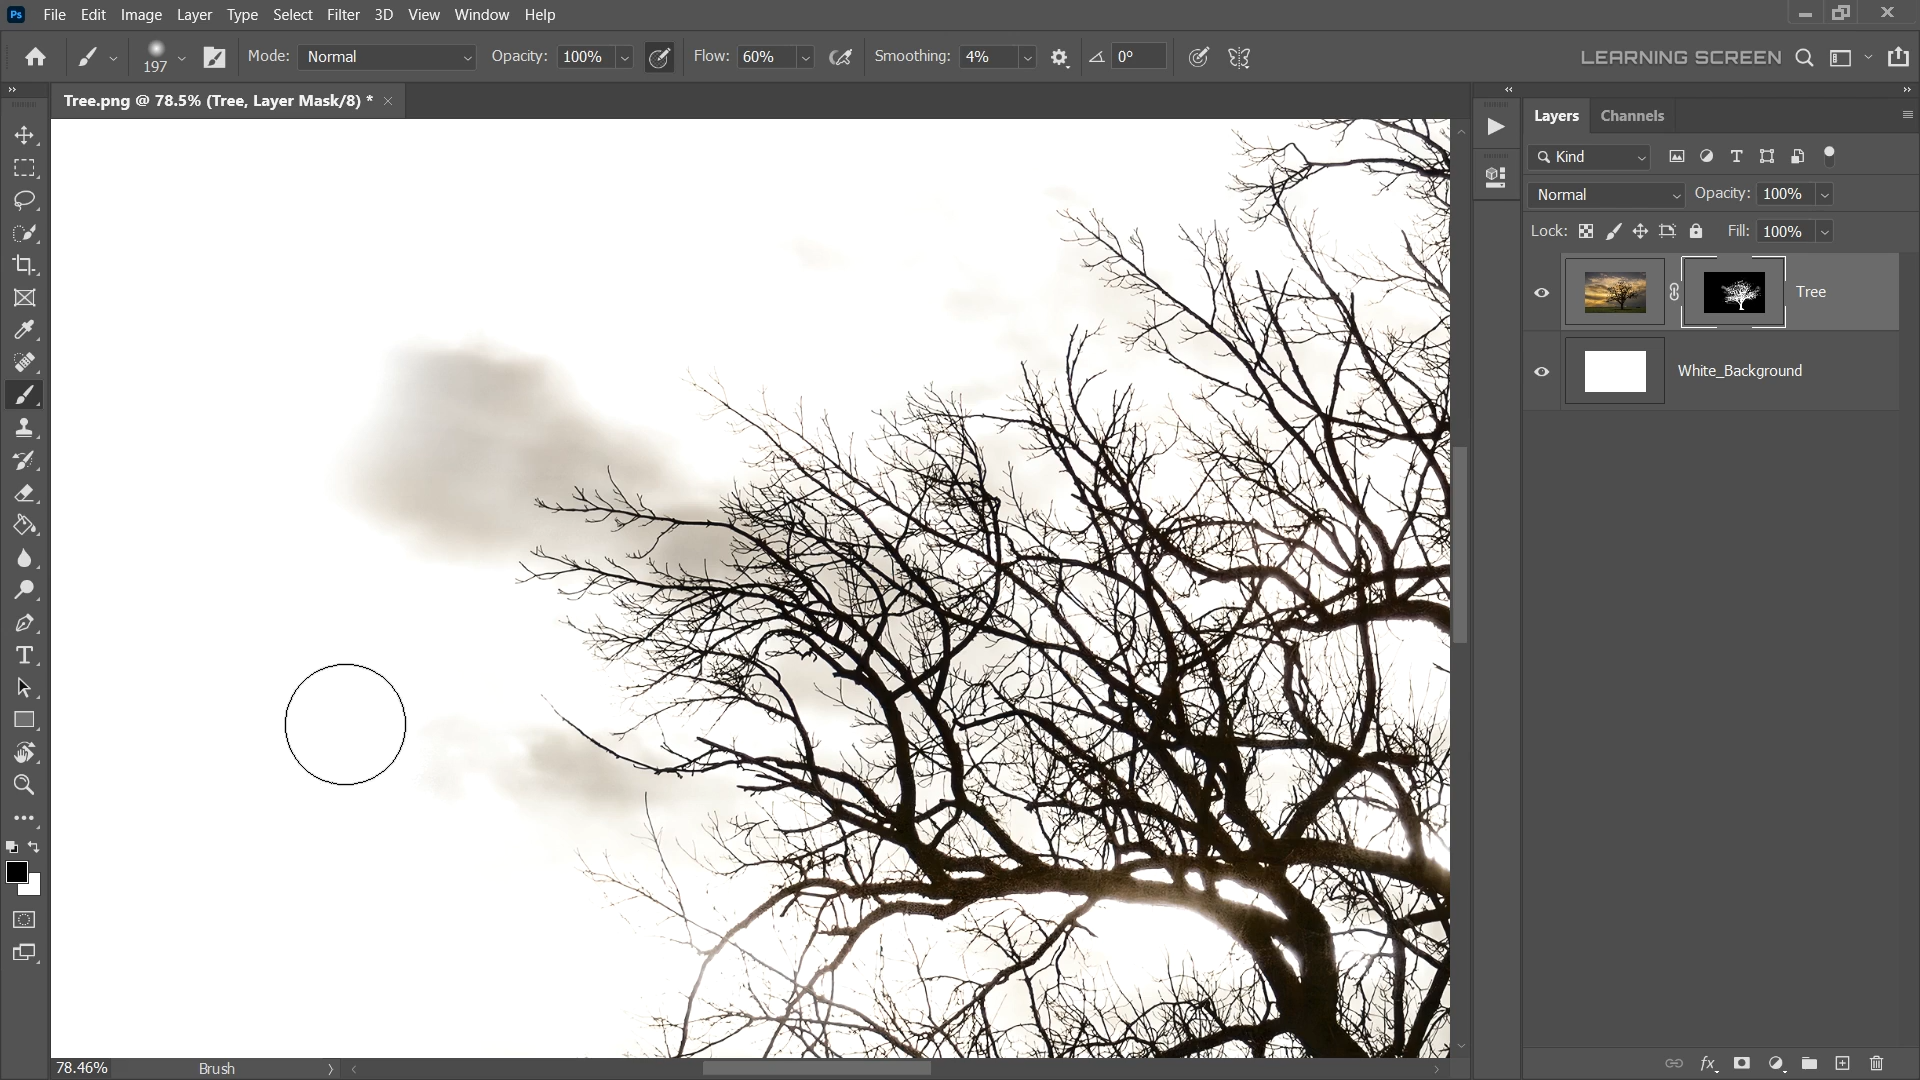 Ps File Edit Image Layer Type Select Filter 3D View Window Help
197 Mode: Normal Opacity: 100% Flow: 60% Smoothing: 4% 0° LEARNING SCREEN
Tree.png @ 78.5% (Tree, Layer Mask/8) *
Layers Channels
Kind
Normal Opacity: 100%
Lock: Fill: 100%
Tree
White_Background
78.46% Brush
fx